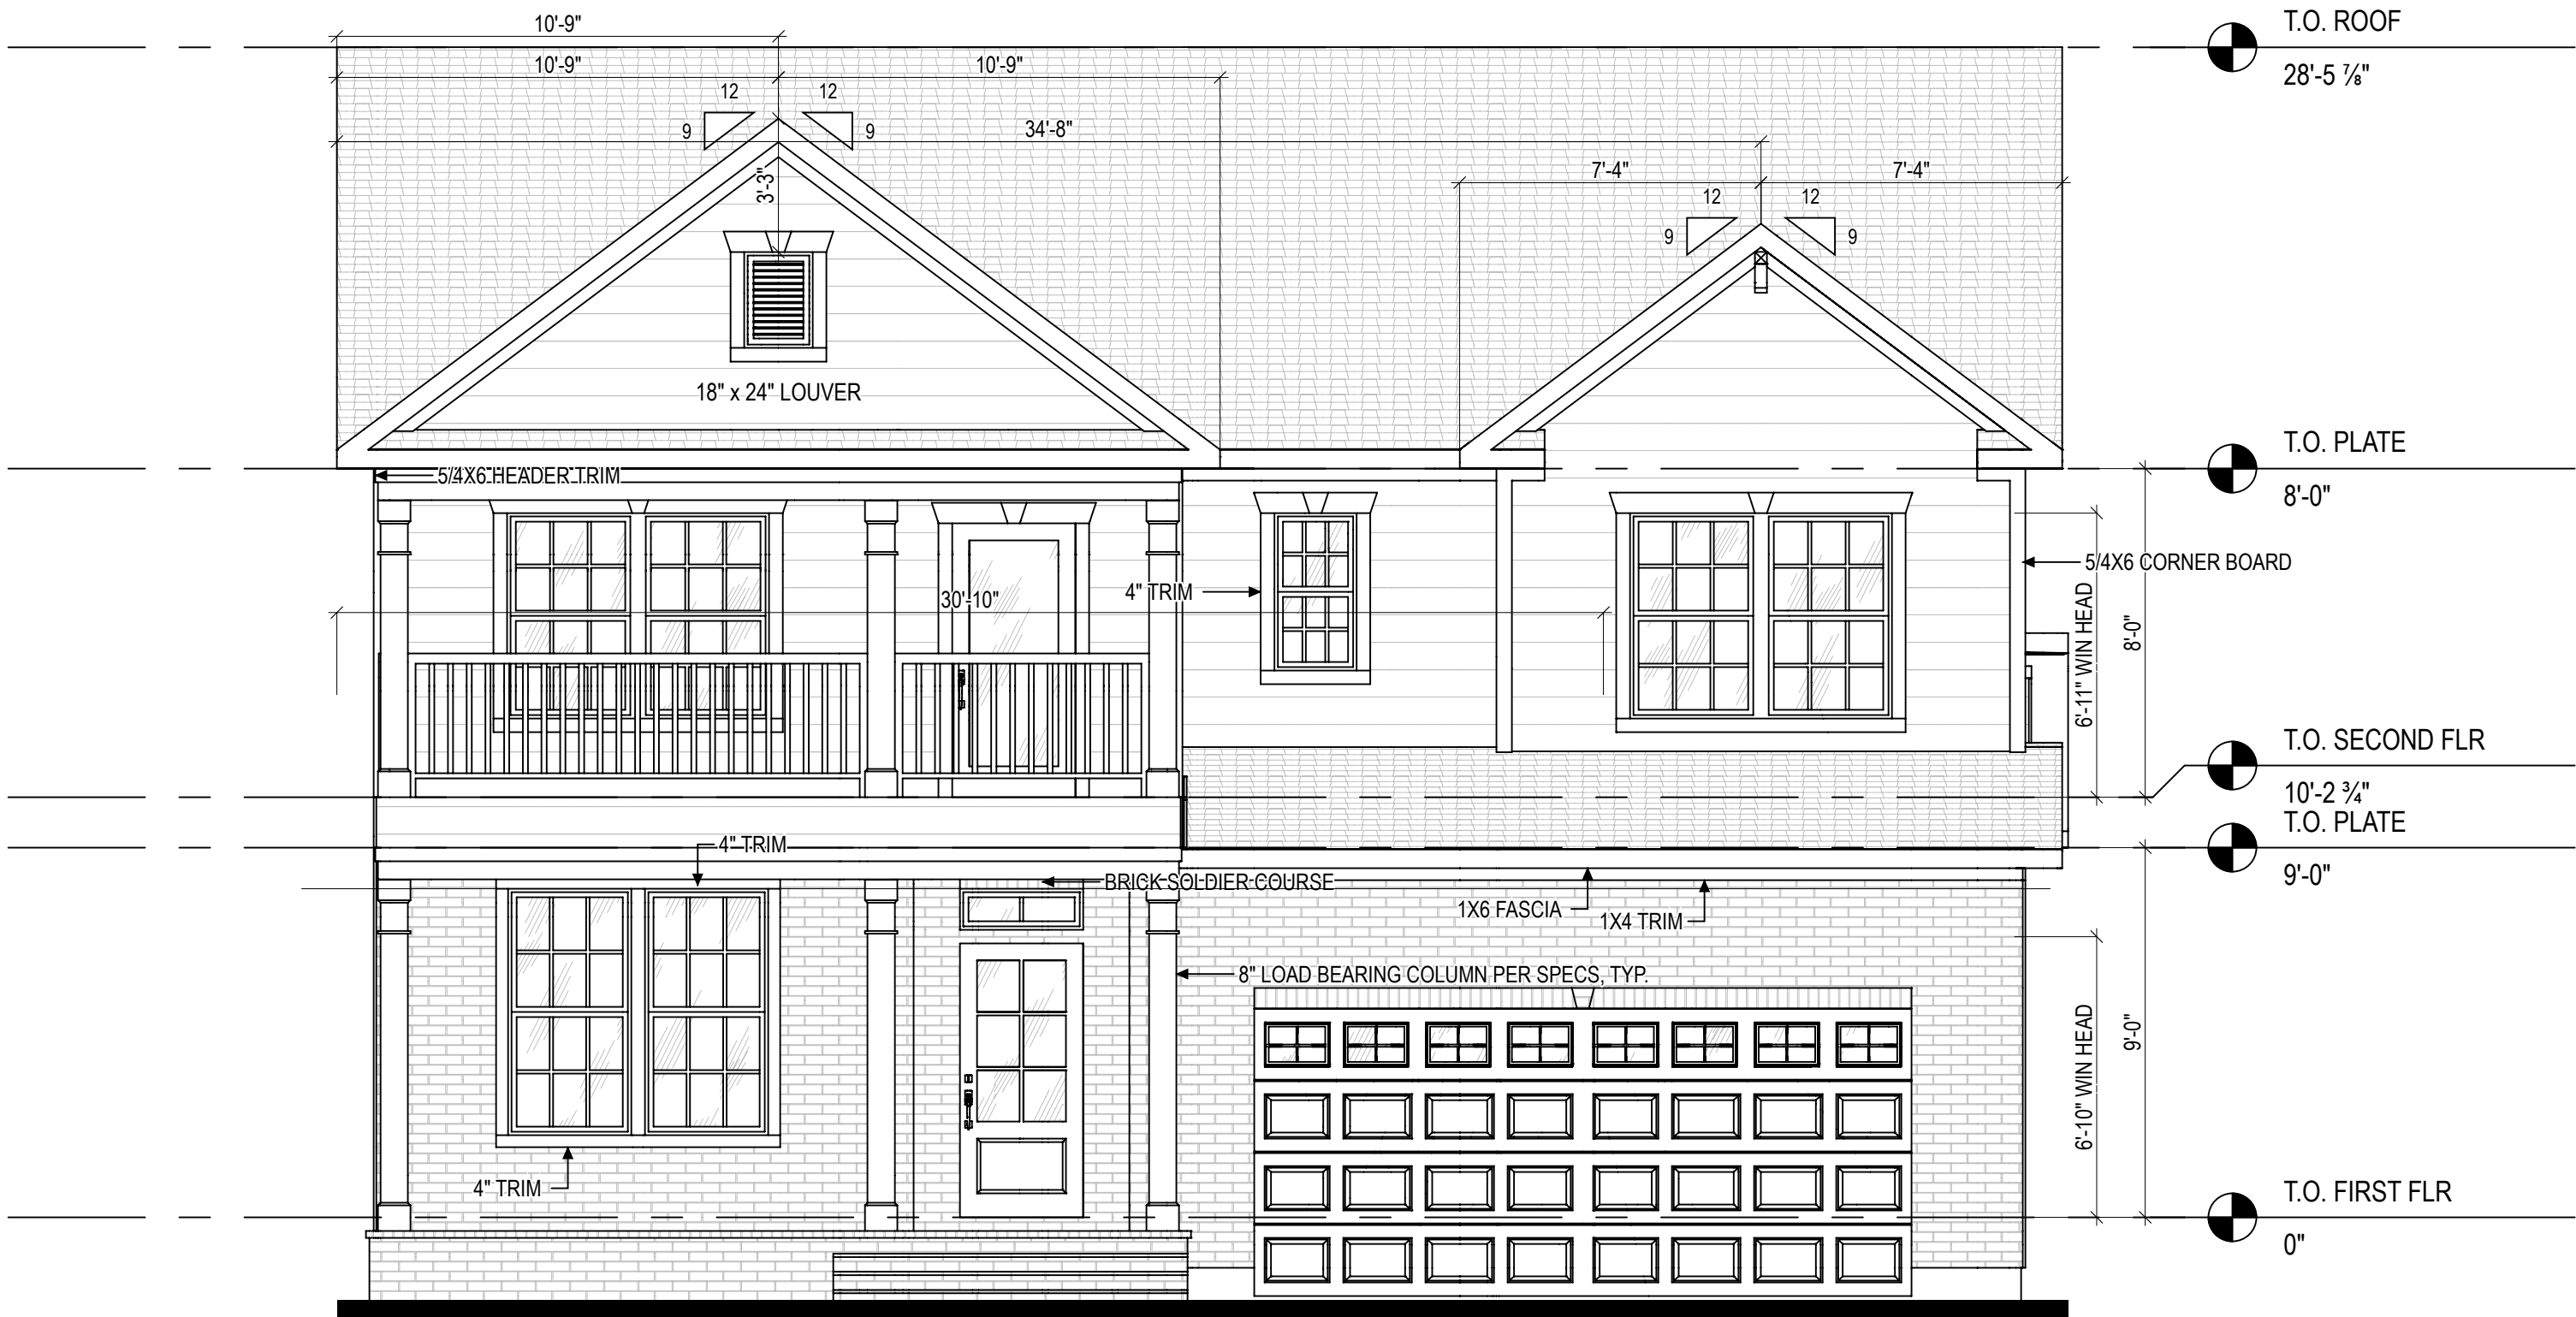 10'-9"
T.O. ROOF
28'-5 ⅞"
10'-9"
10'-9"
12
12
9
9
34'-8"
3'-3"
7'-4"
7'-4"
12
12
9
9
18" x 24" LOUVER
T.O. PLATE
8'-0"
5/4X6 HEADER TRIM
5/4X6 CORNER BOARD
4" TRIM
30'-10"
6'-11" WIN HEAD
8'-0"
T.O. SECOND FLR
10'-2 ¾"
T.O. PLATE
9'-0"
4" TRIM
BRICK SOLDIER COURSE
1X6 FASCIA
1X4 TRIM
8" LOAD BEARING COLUMN PER SPECS, TYP.
6'-10" WIN HEAD
9'-0"
4" TRIM
T.O. FIRST FLR
0"